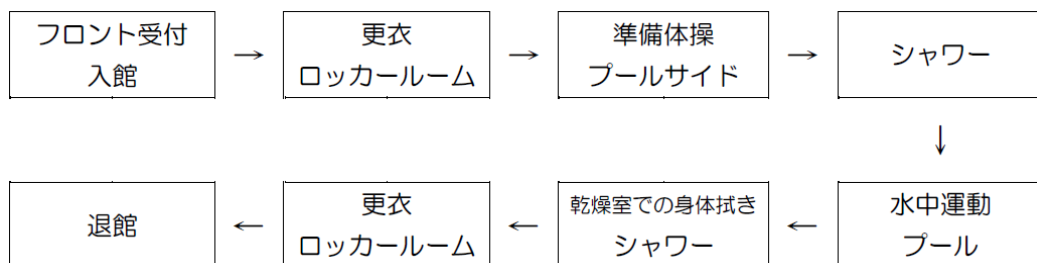 フロント受付
入館
→
更衣
ロッカールーム
→
準備体操
プールサイド
→
シャワー
↓
水中運動
プール
←
乾燥室での身体拭き
シャワー
←
更衣
ロッカールーム
←
退館